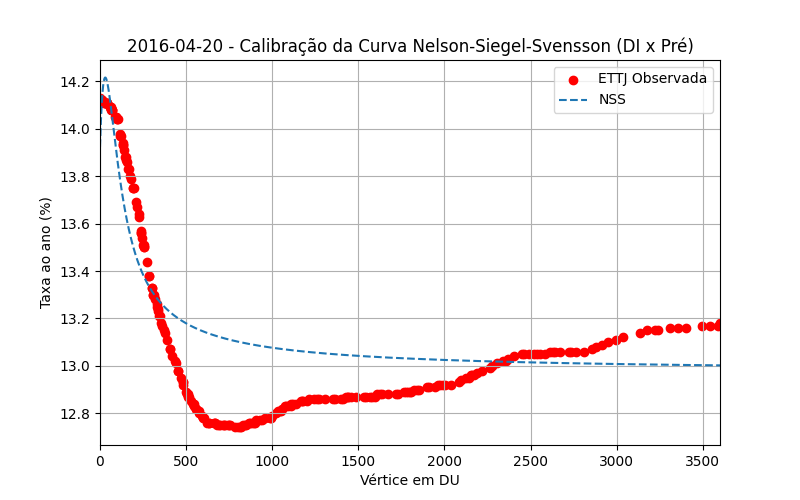 2016-04-20 - Calibração da Curva Nelson-Siegel-Svensson (DI x Pré)
ETTJ Observada
NSS
Taxa ao ano (%)
14.2
14.0
13.8
13.6
13.4
13.2
13.0
12.8
0 500 1000 1500 2000 2500 3000 3500
Vértice em DU